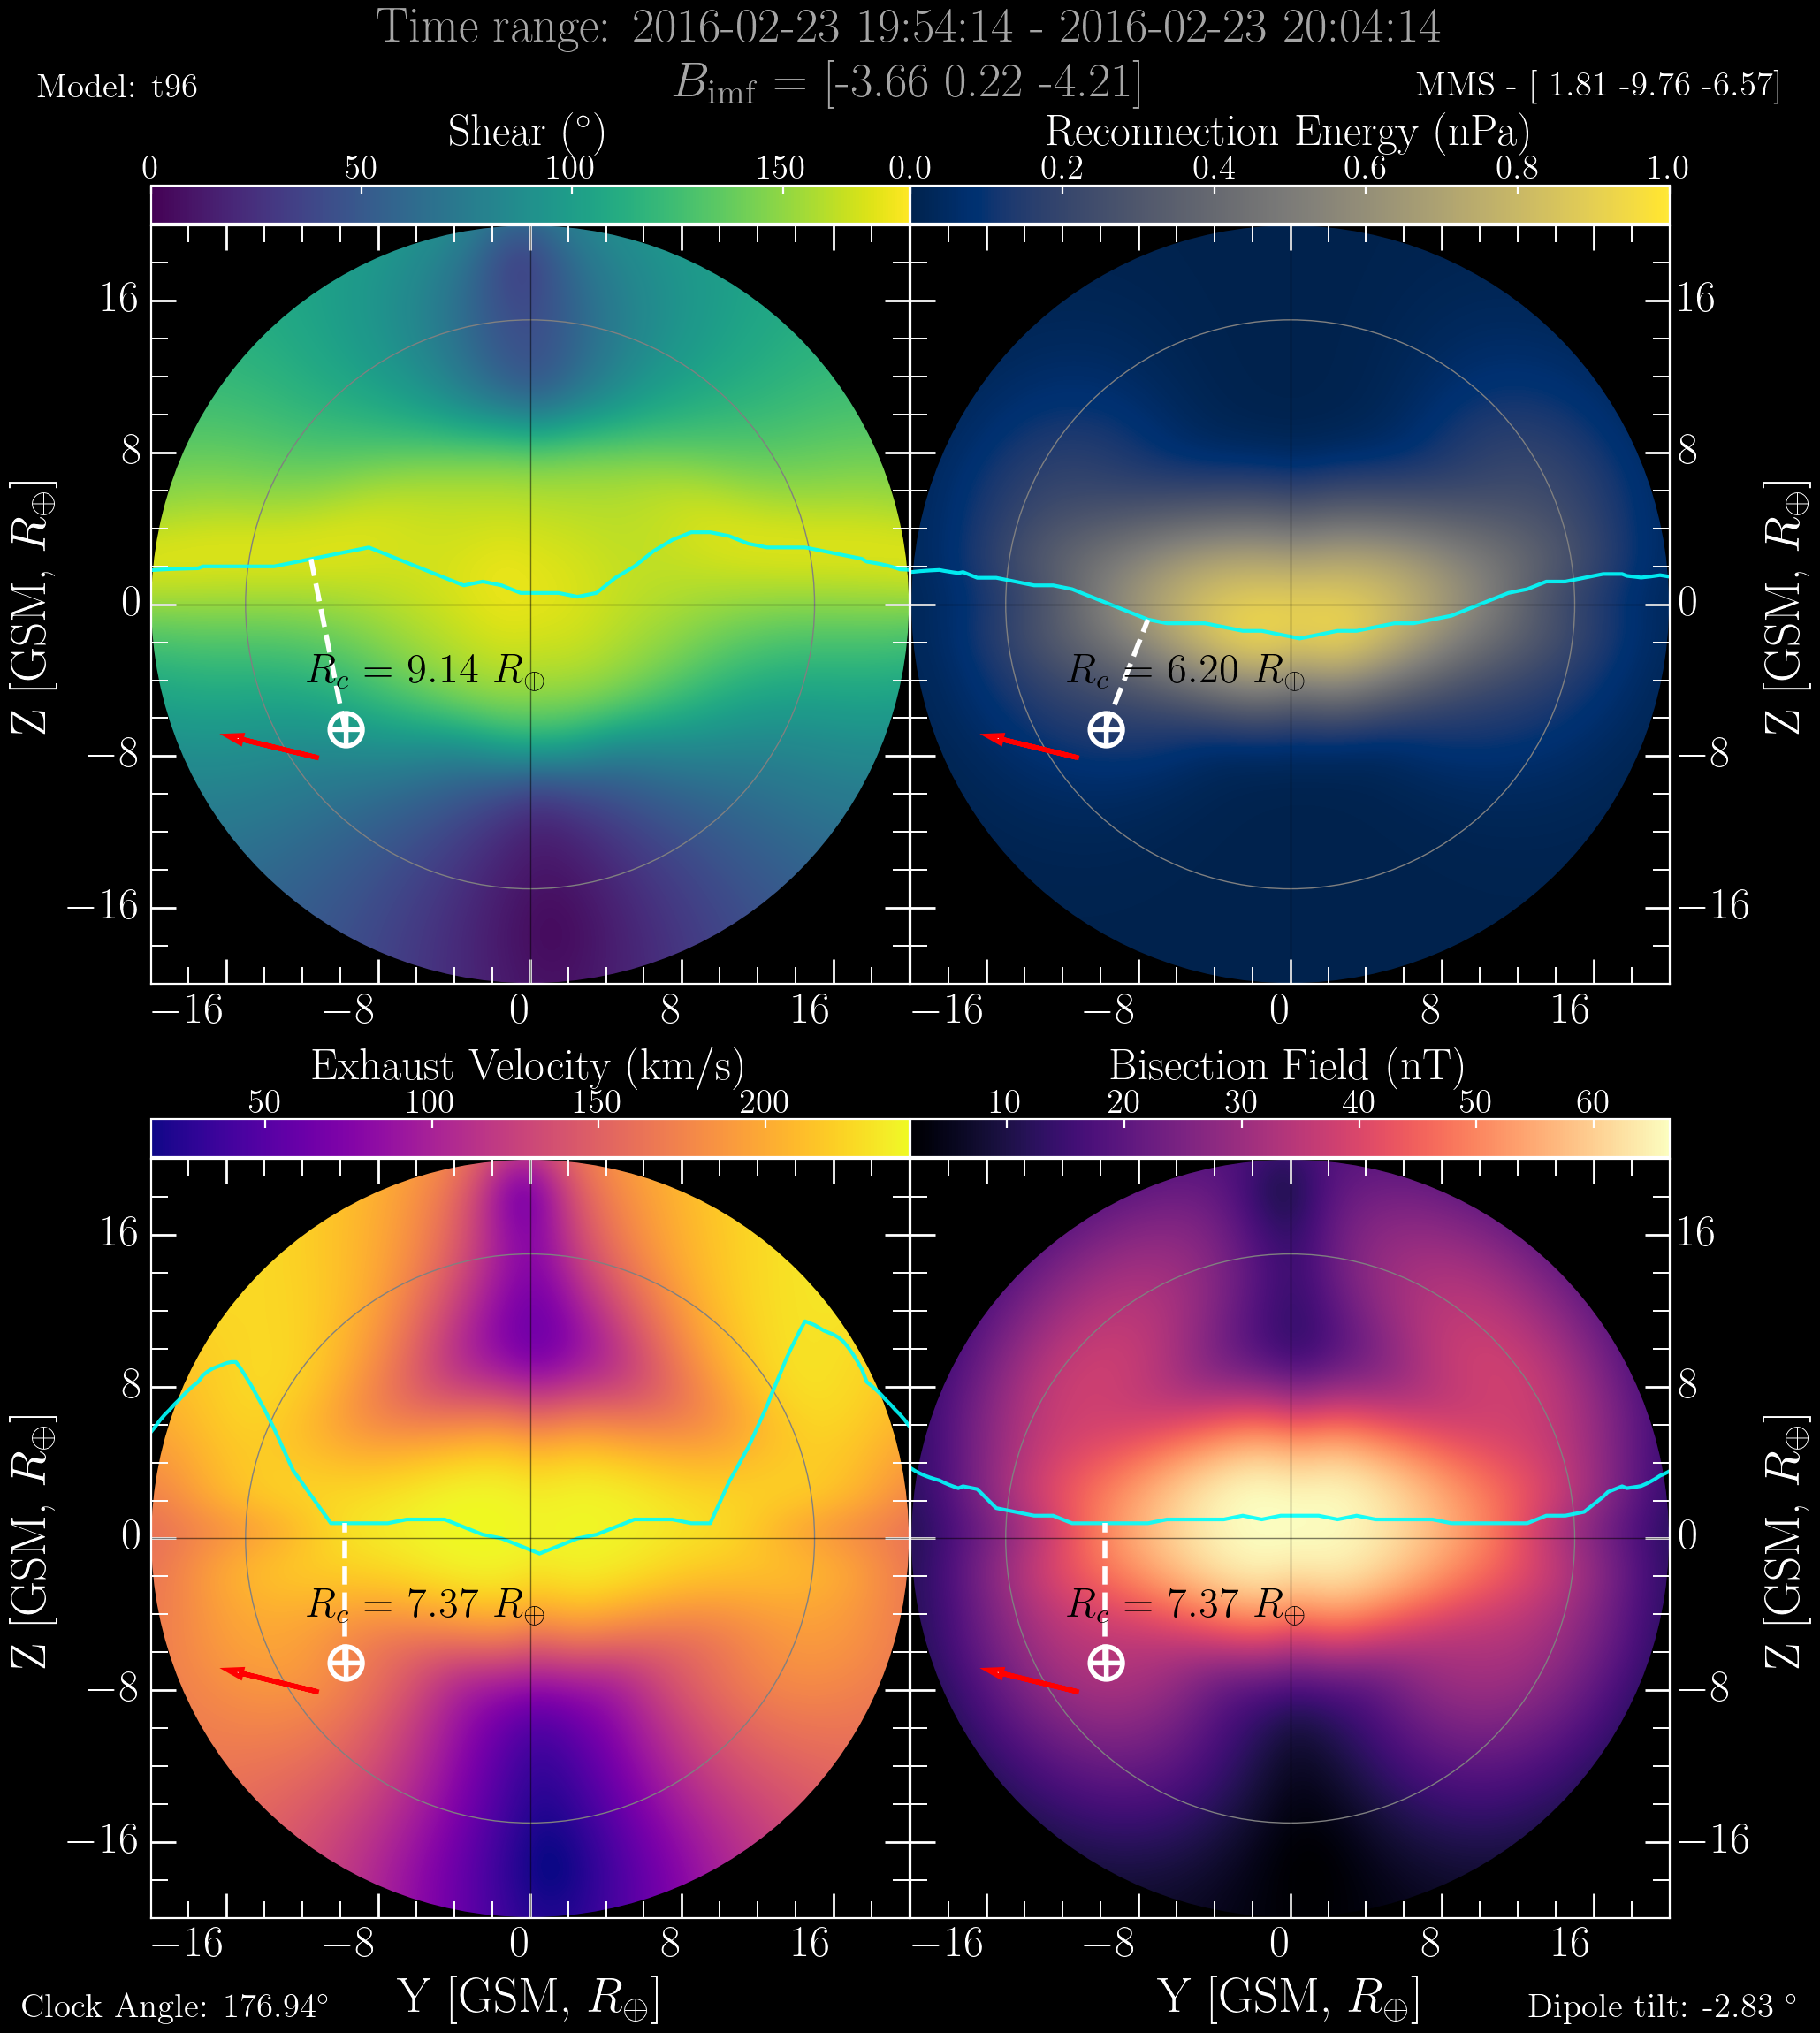 Time range: 2016-02-23 19:54:14 - 2016-02-23 20:04:14
Model: t96
B_imf = [-3.66 0.22 -4.21]
MMS - [ 1.81 -9.76 -6.57]
Shear (°)
Reconnection Energy (nPa)
0 50 100 150
0.0 0.2 0.4 0.6 0.8 1.0
Z [GSM, R⊕]
16
8
0
−8
−16
R_c = 9.14 R⊕
−16 −8 0 8 16
R_c = 6.20 R⊕
−16 −8 0 8 16
16
8
0
−8
−16
Z [GSM, R⊕]
Exhaust Velocity (km/s)
Bisection Field (nT)
50 100 150 200
10 20 30 40 50 60
Z [GSM, R⊕]
16
8
0
−8
−16
R_c = 7.37 R⊕
−16 −8 0 8 16
Y [GSM, R⊕]
R_c = 7.37 R⊕
−16 −8 0 8 16
Y [GSM, R⊕]
16
8
0
−8
−16
Z [GSM, R⊕]
Clock Angle: 176.94°
Dipole tilt: -2.83 °